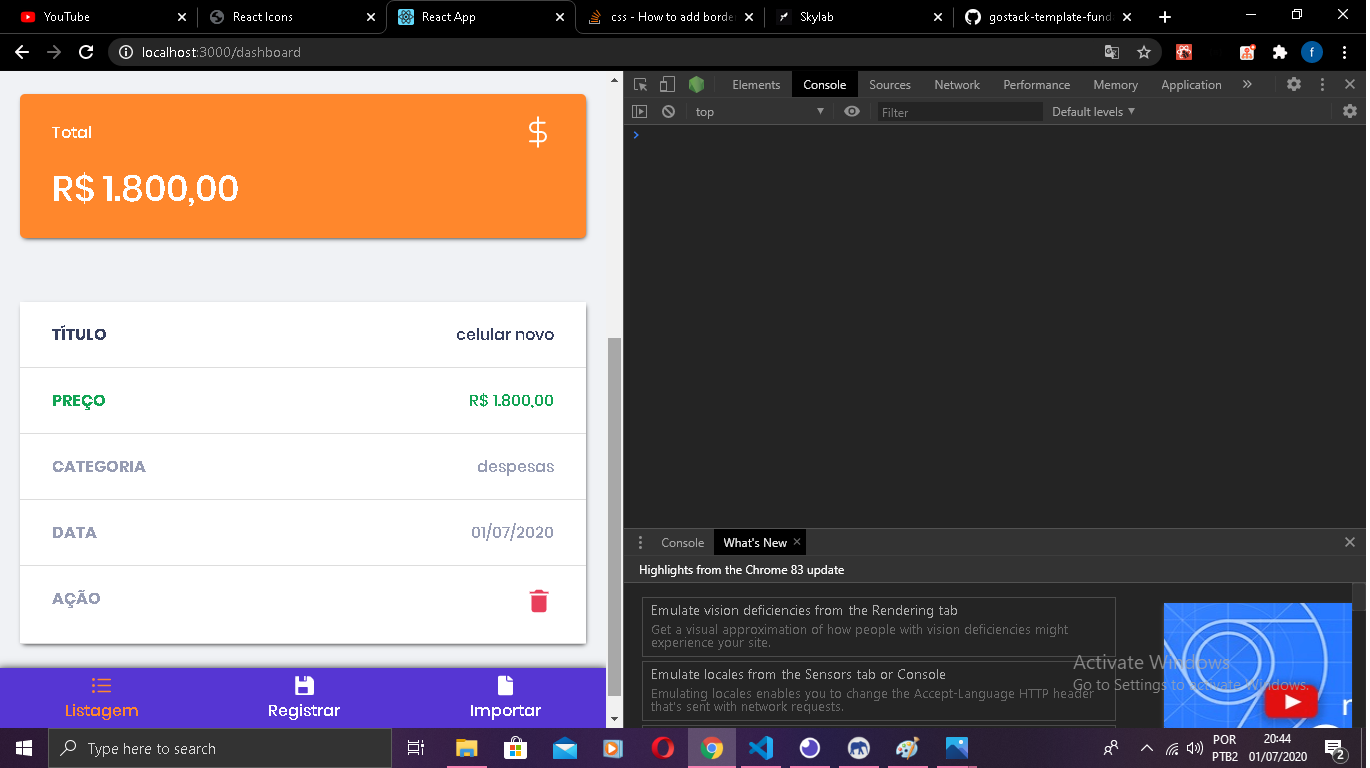 YouTube
React Icons
React App
css - How to add borde
Skylab
gostack-template-fund
localhost:3000/dashboard
f
Total
$
R$ 1.800,00
TÍTULO celular novo
PREÇO R$ 1.800,00
CATEGORIA despesas
DATA 01/07/2020
AÇÃO
Listagem
Registrar
Importar
Elements
Console
Sources
Network
Performance
Memory
Application
top
Filter
Default levels
Console
What's New
Highlights from the Chrome 83 update
Emulate vision deficiencies from the Rendering tab
Get a visual approximation of how people with vision deficiencies might
experience your site.
Emulate locales from the Sensors tab or Console
Emulating locales enables you to change the Accept-Language HTTP header
that's sent with network requests.
Activate Windows
Go to Settings to activate Windows.
Type here to search
POR
PTB2
20:44
01/07/2020
2